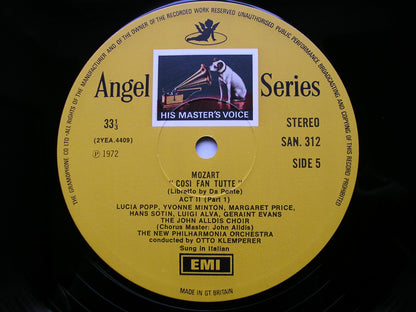 THE GRAMOPHONE CO LTD · ALL RIGHTS OF THE MANUFACTURER AND OF THE OWNER OF THE RECORDED WORK RESERVED UNAUTHORISED PUBLIC PERFORMANCE, BROADCASTING AND COPYING OF THIS RECORD PROHIBITED
Angel Series
HIS MASTER'S VOICE
33⅓ STEREO
(2YEA.4409) SAN. 312
Ⓟ 1972 SIDE 5
MOZART
"COSI FAN TUTTE"
(Libretto by Da Ponte)
ACT II (Part 1)
LUCIA POPP, YVONNE MINTON, MARGARET PRICE,
HANS SOTIN, LUIGI ALVA, GERAINT EVANS
THE JOHN ALLDIS CHOIR
(Chorus Master: John Alldis)
THE NEW PHILHARMONIA ORCHESTRA
conducted by OTTO KLEMPERER
Sung in Italian
EMI
MADE IN GT BRITAIN